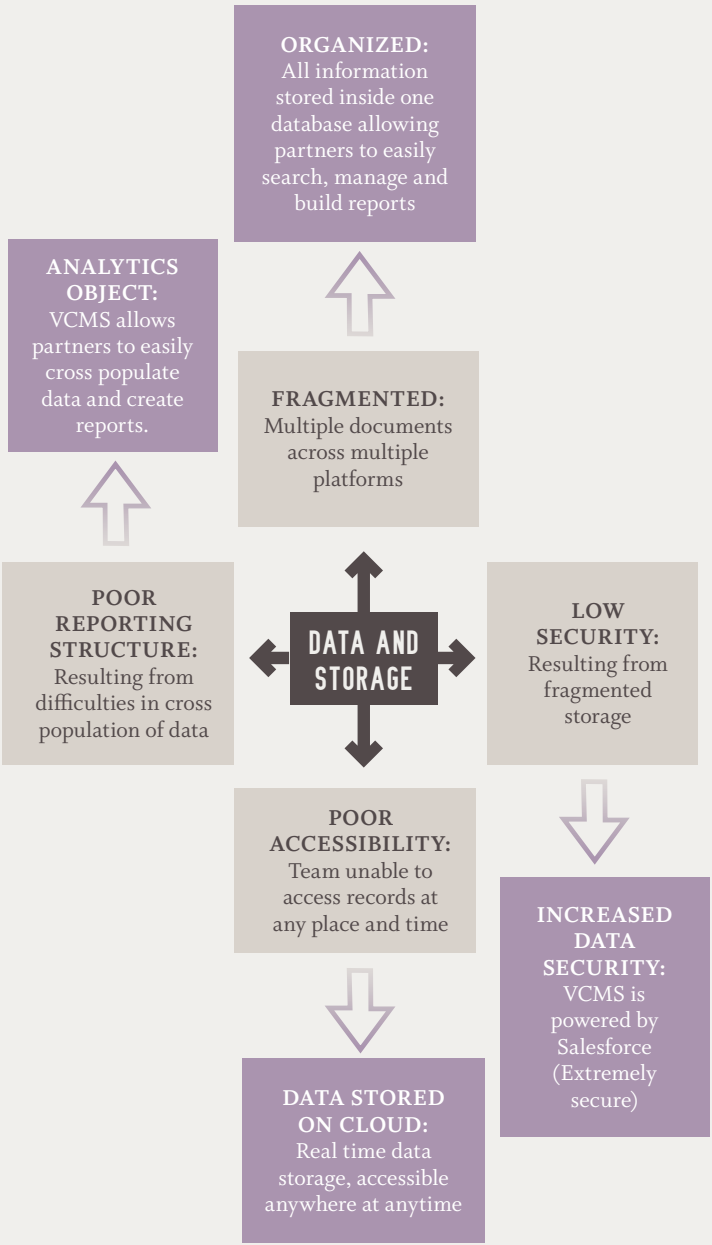 ORGANIZED:
All information
stored inside one
database allowing
partners to easily
search, manage and
build reports
ANALYTICS
OBJECT:
VCMS allows
partners to easily
cross populate
data and create
reports.
FRAGMENTED:
Multiple documents
across multiple
platforms
POOR
REPORTING
STRUCTURE:
Resulting from
difficulties in cross
population of data
DATA AND
STORAGE
LOW
SECURITY:
Resulting from
fragmented
storage
POOR
ACCESSIBILITY:
Team unable to
access records at
any place and time
INCREASED
DATA
SECURITY:
VCMS is
powered by
Salesforce
(Extremely
secure)
DATA STORED
ON CLOUD:
Real time data
storage, accessible
anywhere at anytime